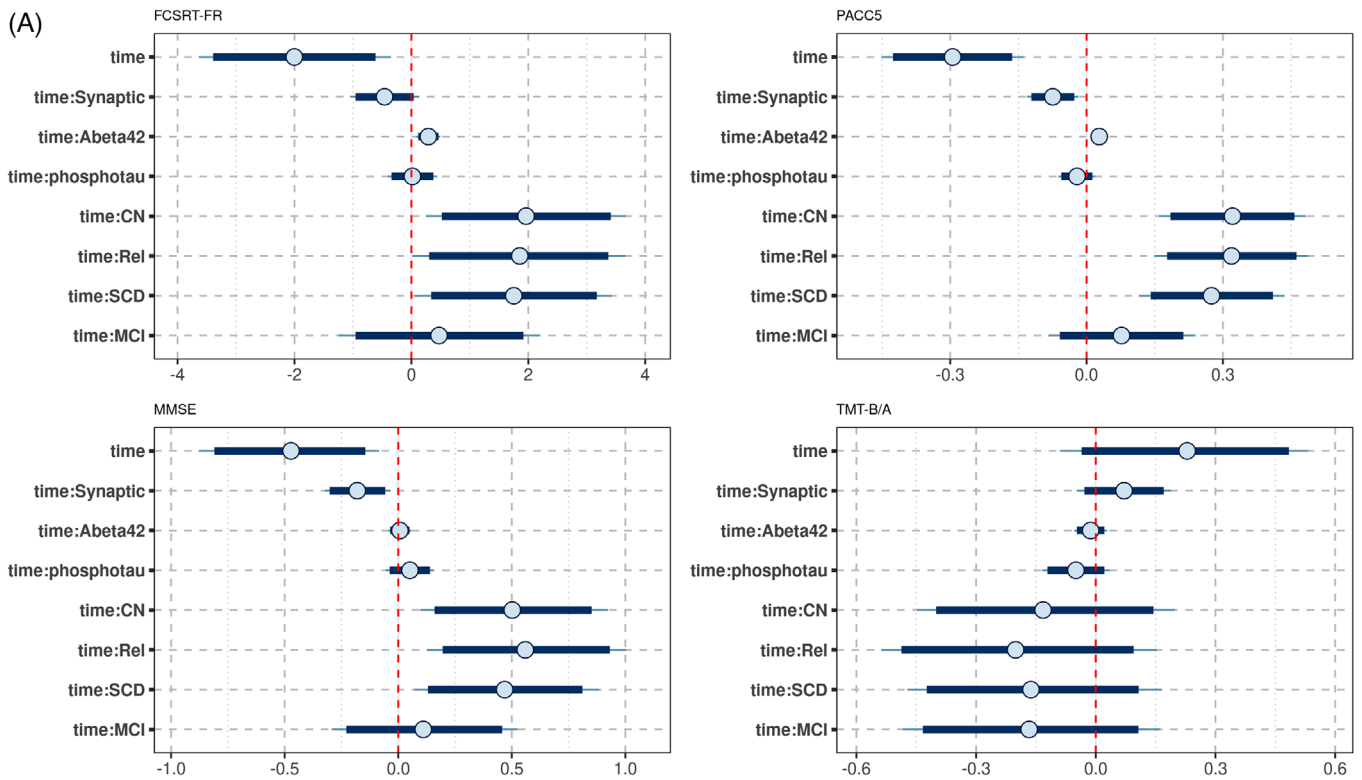 (A)
FCSRT-FR
time
time:Synaptic
time:Abeta42
time:phosphotau
time:CN
time:Rel
time:SCD
time:MCI
-4 -2 0 2 4
PACC5
time
time:Synaptic
time:Abeta42
time:phosphotau
time:CN
time:Rel
time:SCD
time:MCI
-0.3 0.0 0.3
MMSE
time
time:Synaptic
time:Abeta42
time:phosphotau
time:CN
time:Rel
time:SCD
time:MCI
-1.0 -0.5 0.0 0.5 1.0
TMT-B/A
time
time:Synaptic
time:Abeta42
time:phosphotau
time:CN
time:Rel
time:SCD
time:MCI
-0.6 -0.3 0.0 0.3 0.6